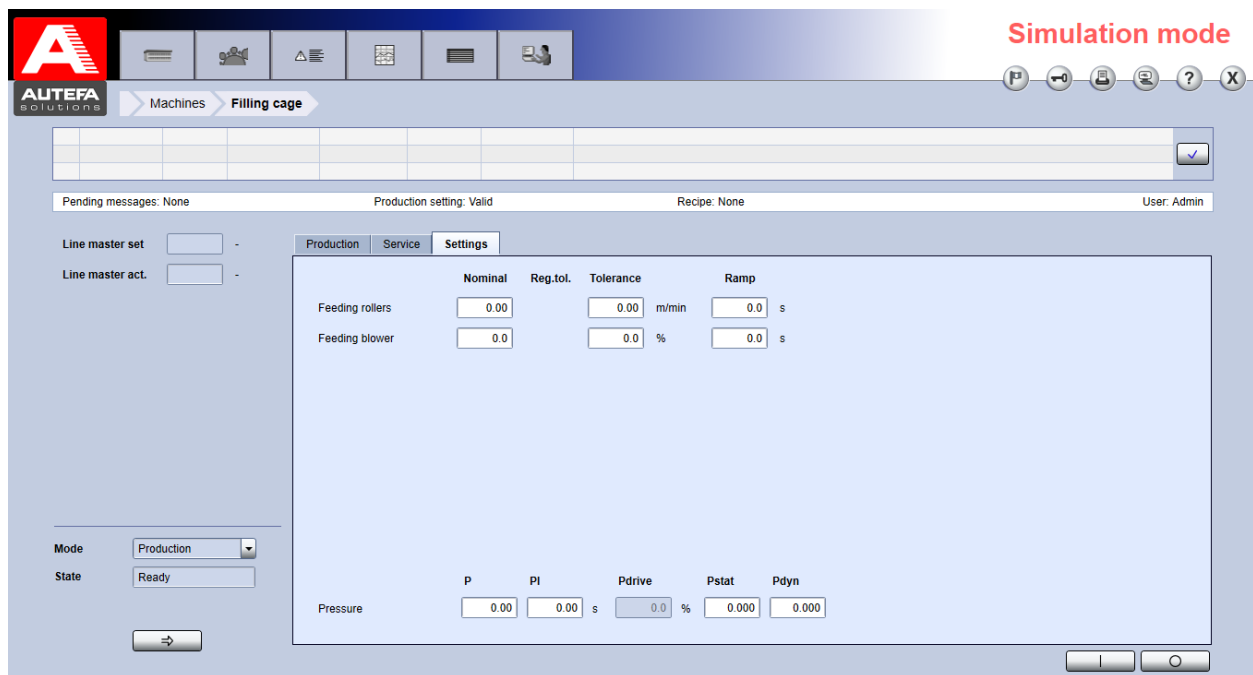 Simulation mode
AUTEFA
solutions
Machines
Filling cage
Pending messages: None
Production setting: Valid
Recipe: None
User: Admin
Line master set
-
Line master act.
-
Production
Service
Settings
Nominal Reg.tol. Tolerance Ramp
Feeding rollers 0.00 0.00 m/min 0.0 s
Feeding blower 0.0 0.0 % 0.0 s
Mode Production
State Ready
P PI Pdrive Pstat Pdyn
Pressure 0.00 0.00 s 0.0 % 0.000 0.000